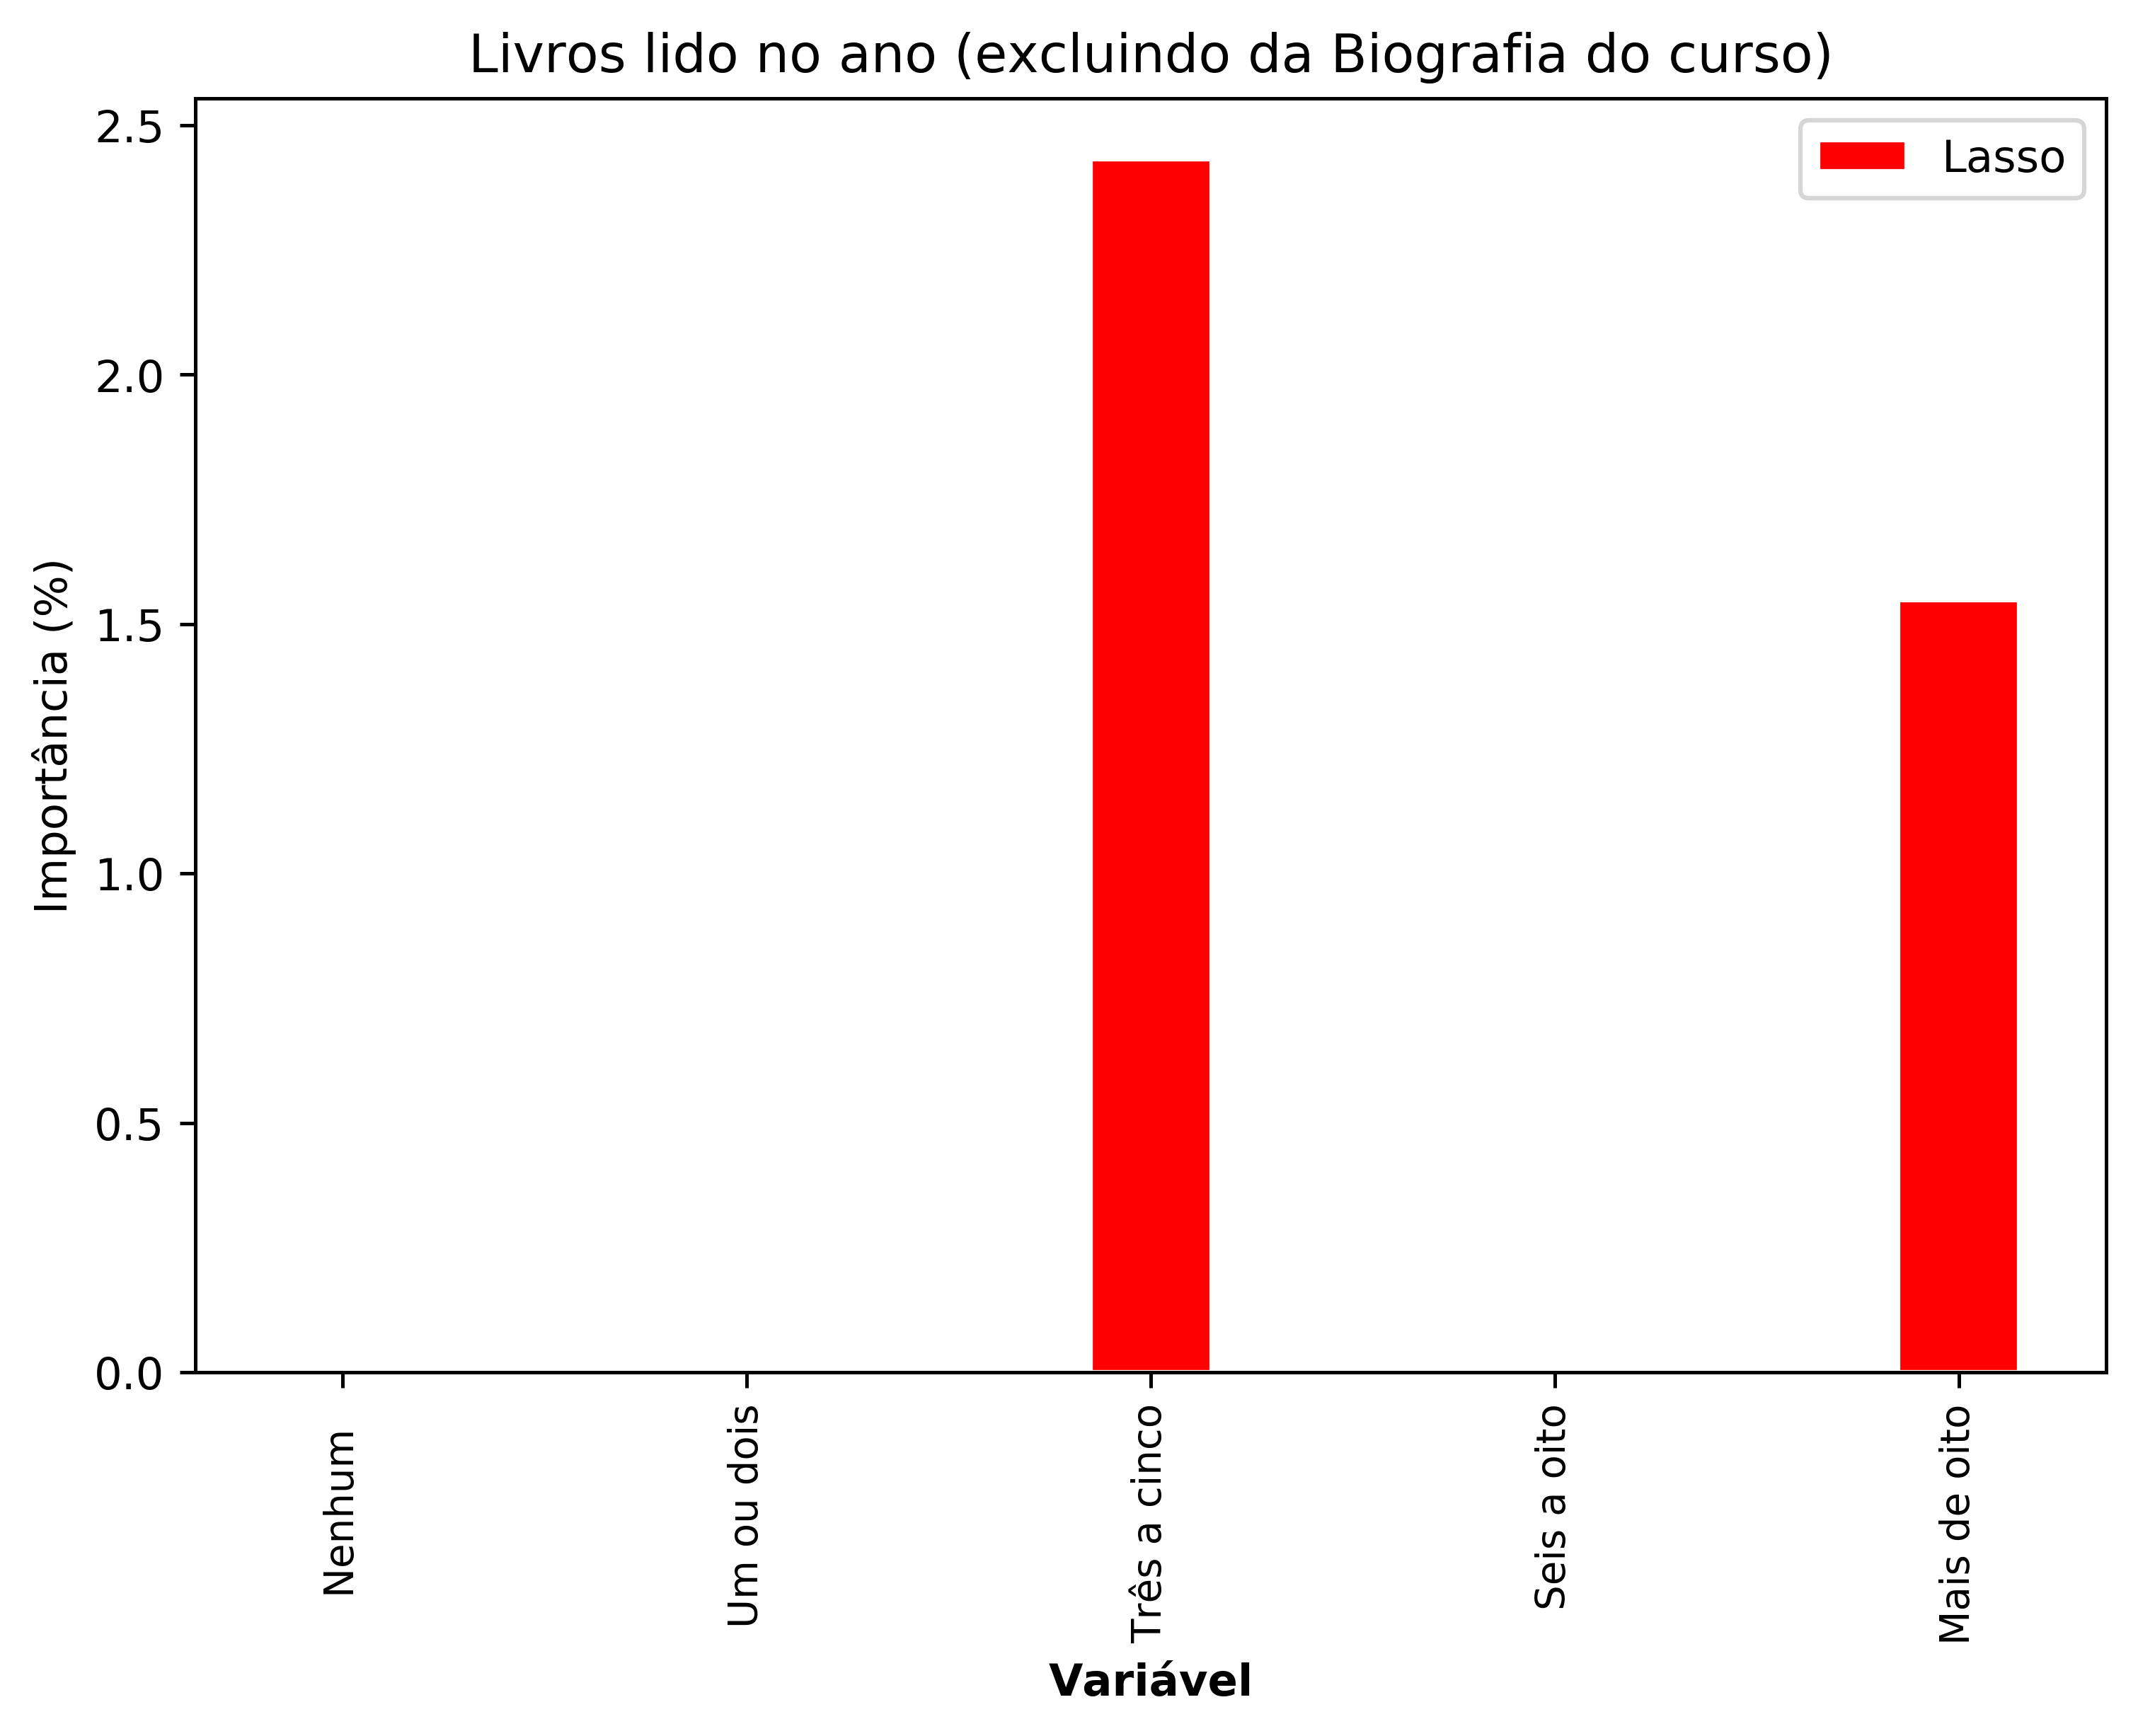 Livros lido no ano (excluindo da Biografia do curso)
Lasso
Importância (%)
2.5
2.0
1.5
1.0
0.5
0.0
Nenhum
Um ou dois
Três a cinco
Seis a oito
Mais de oito
Variável